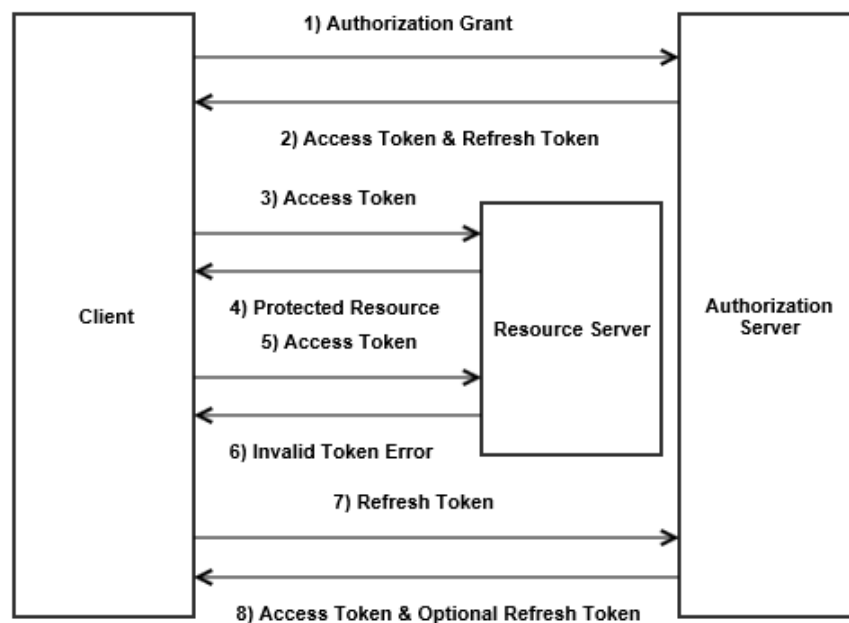 1) Authorization Grant
2) Access Token & Refresh Token
3) Access Token
4) Protected Resource
5) Access Token
6) Invalid Token Error
7) Refresh Token
8) Access Token & Optional Refresh Token
Client
Resource Server
Authorization
Server